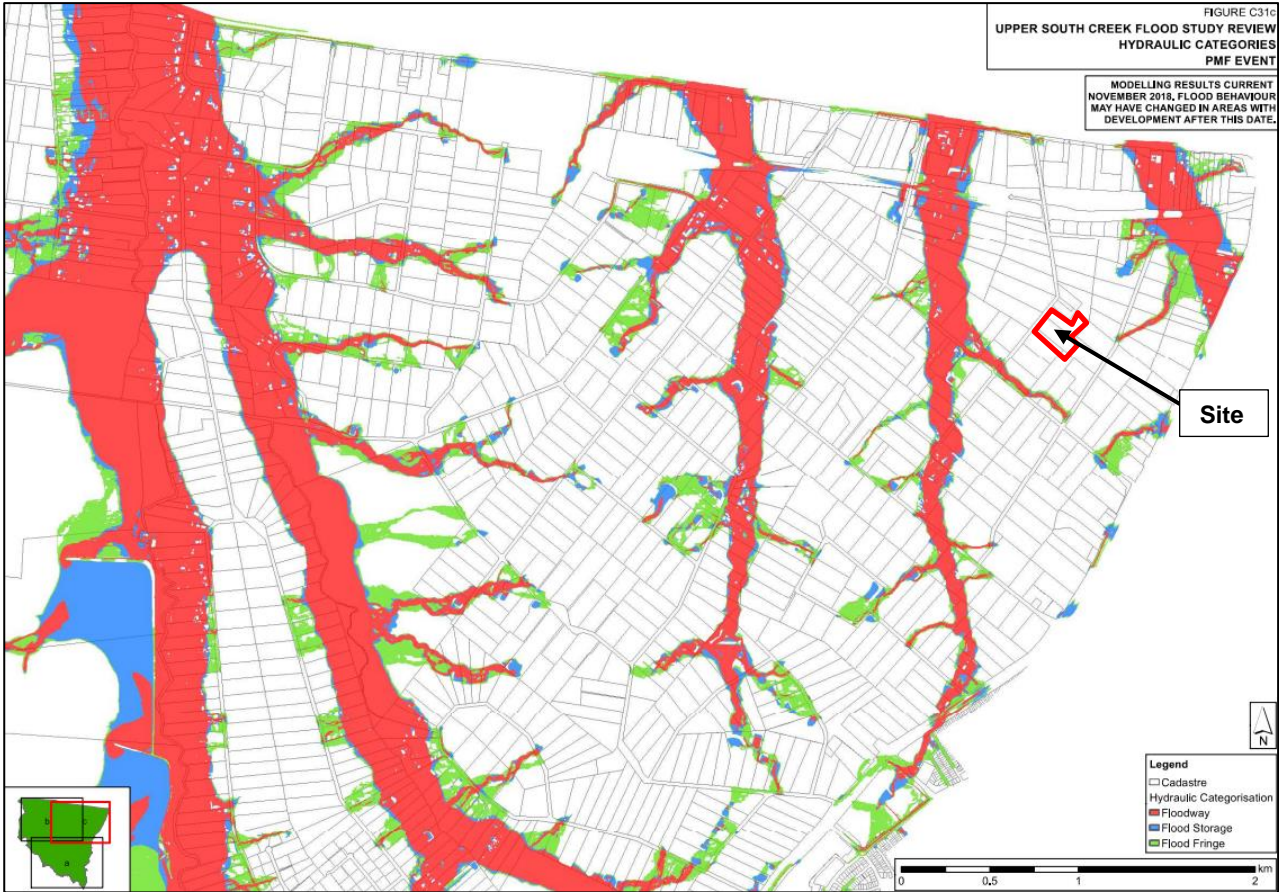 FIGURE C31c
UPPER SOUTH CREEK FLOOD STUDY REVIEW
HYDRAULIC CATEGORIES
PMF EVENT
MODELLING RESULTS CURRENT
NOVEMBER 2018. FLOOD BEHAVIOUR
MAY HAVE CHANGED IN AREAS WITH
DEVELOPMENT AFTER THIS DATE.
Site
N
Legend
Cadastre
Hydraulic Categorisation
Floodway
Flood Storage
Flood Fringe
b
c
a
km
0
0.5
1
2